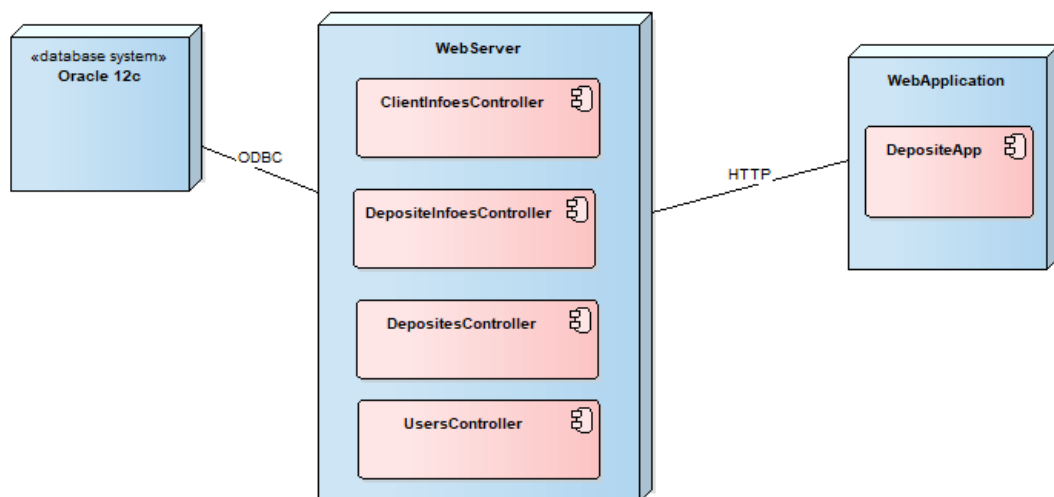 «database system»
Oracle 12c
ODBC
WebServer
ClientInfoesController
DepositeInfoesController
DepositesController
UsersController
HTTP
WebApplication
DepositeApp